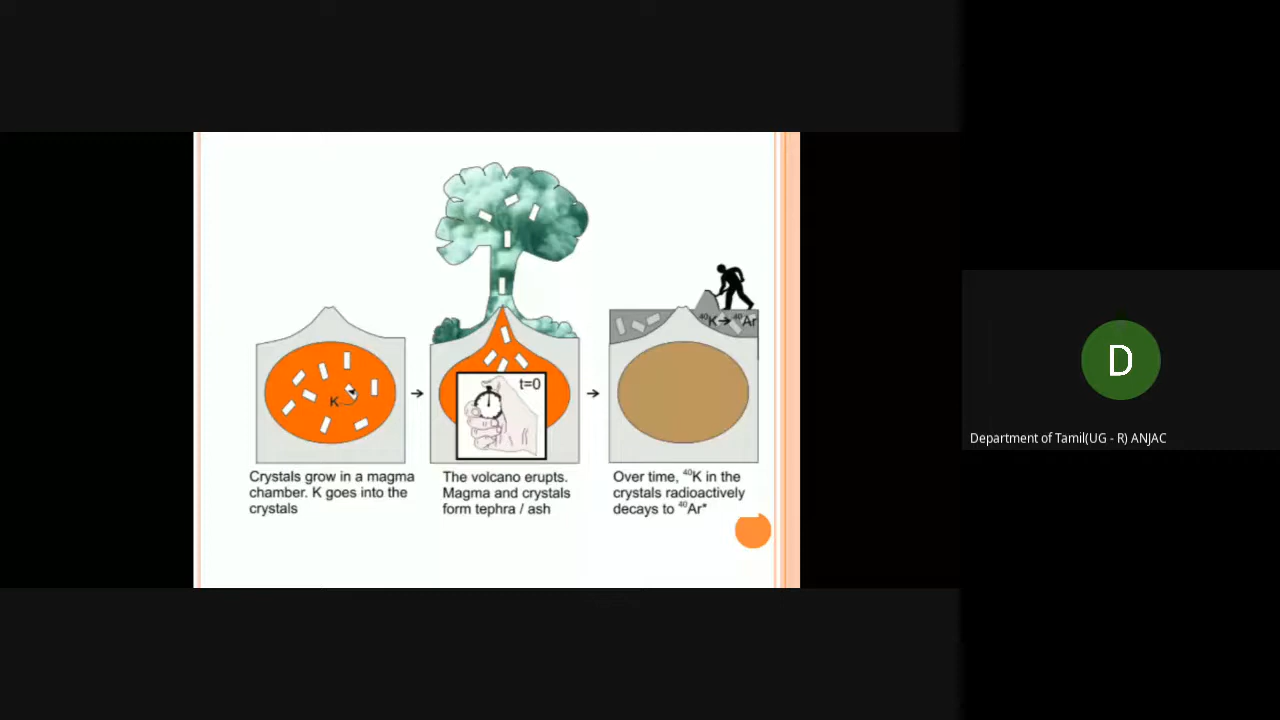 ⁴⁰K→⁴⁰Ar
t=0
K
Crystals grow in a magma
chamber. K goes into the
crystals
The volcano erupts.
Magma and crystals
form tephra / ash
Over time, ⁴⁰K in the
crystals radioactively
decays to ⁴⁰Ar*
D
Department of Tamil(UG - R) ANJAC